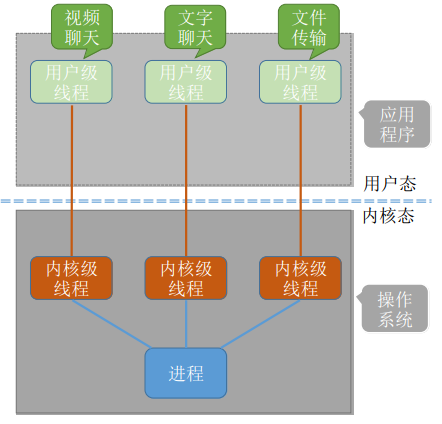 视频
聊天
文字
聊天
文件
传输
用户级
线程
用户级
线程
用户级
线程
应用
程序
用户态
内核态
内核级
线程
内核级
线程
内核级
线程
操作
系统
进程